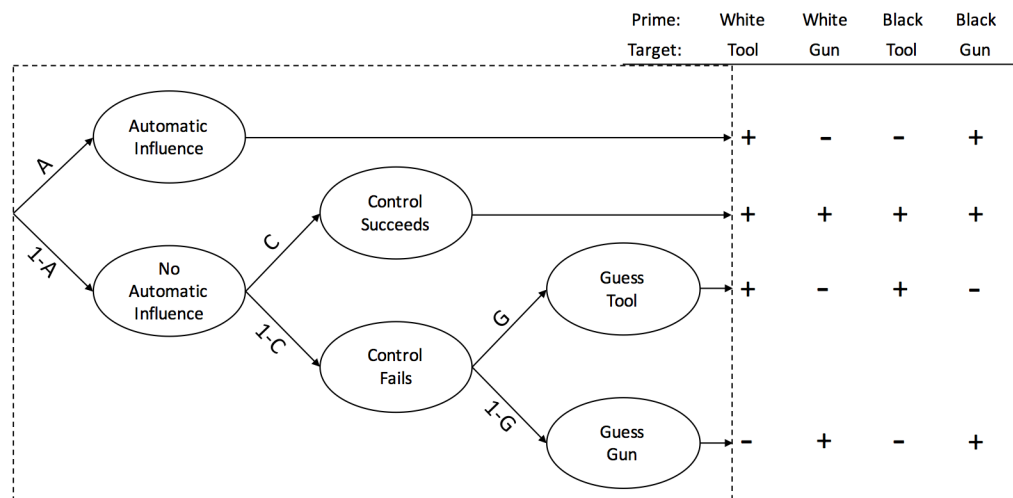 Prime: White White Black Black
Target: Tool Gun Tool Gun
Automatic
Influence
A
+ - - +
Control
Succeeds
C
+ + + +
1-A
No
Automatic
Influence
Guess
Tool
G
+ - + -
1-C
Control
Fails
1-G
Guess
Gun
- + - +